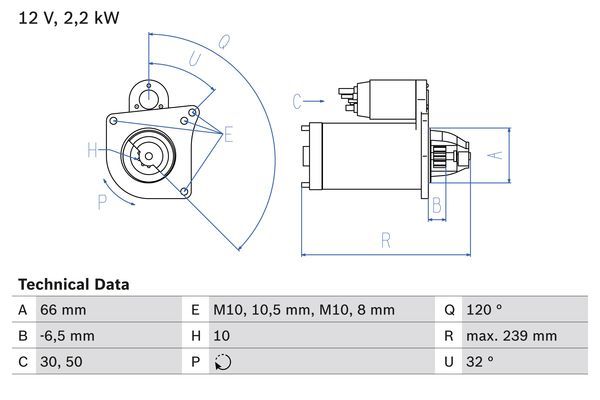 12 V, 2,2 kW
Q
U
C
E
H
A
P
B
R
Technical Data
A 66 mm E M10, 10,5 mm, M10, 8 mm Q 120 °
B -6,5 mm H 10 R max. 239 mm
C 30, 50 P U 32 °